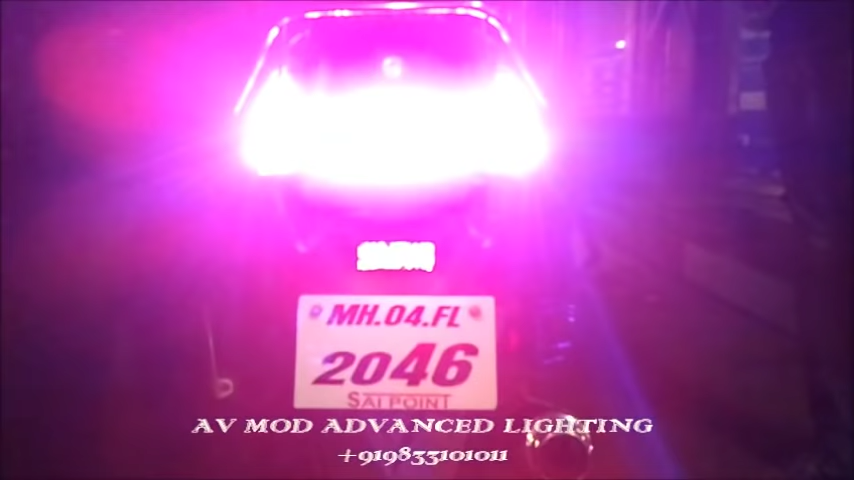 MH.04.FL
2046
SAI POINT
AV MOD ADVANCED LIGHTING
+919833101011